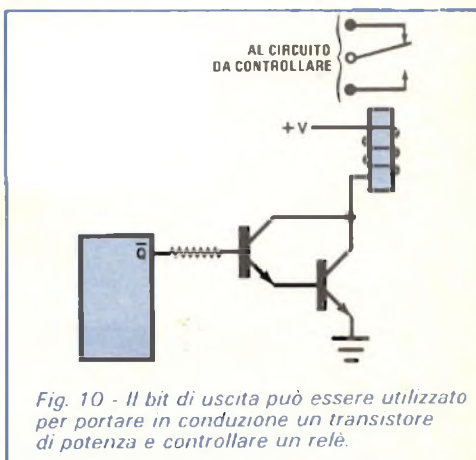 AL CIRCUITO
DA CONTROLLARE
+V
Q̅
Fig. 10 - Il bit di uscita può essere utilizzato
per portare in conduzione un transistore
di potenza e controllare un relè.